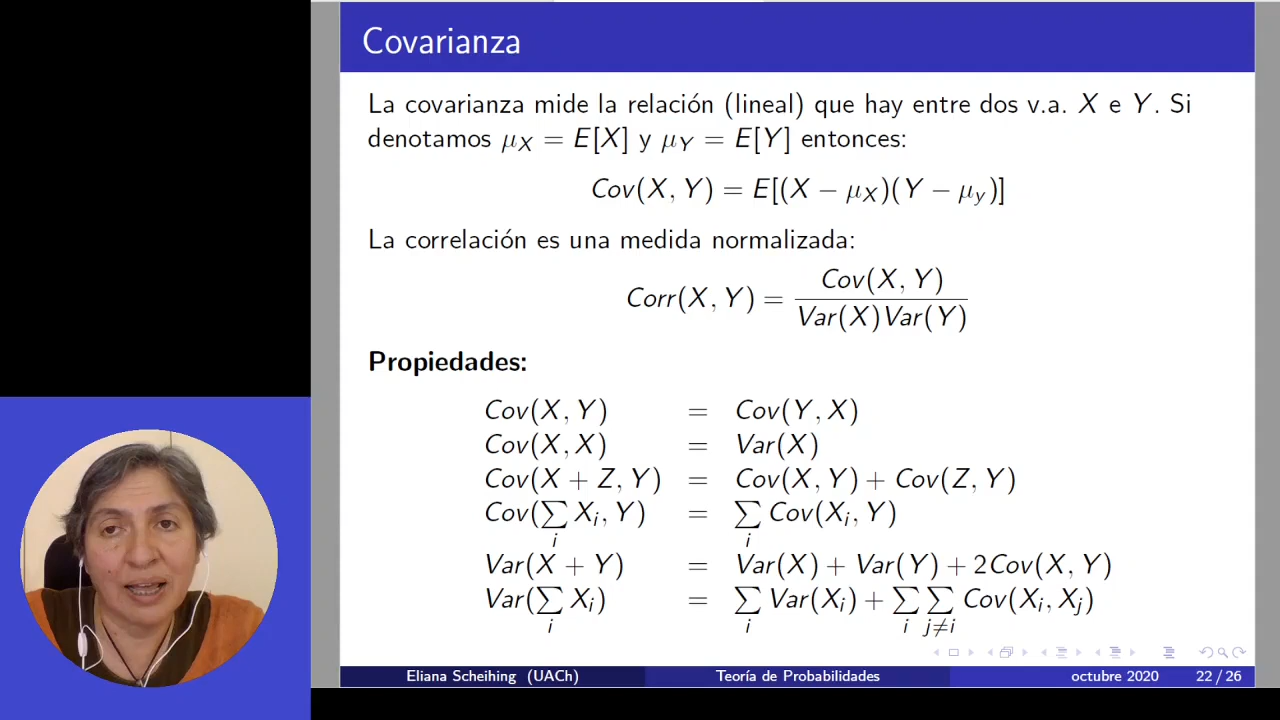 Covarianza
La covarianza mide la relación (lineal) que hay entre dos v.a. X e Y. Si
denotamos μ_X = E[X] y μ_Y = E[Y] entonces:
Cov(X, Y) = E[(X − μ_X)(Y − μ_y)]
La correlación es una medida normalizada:
Corr(X, Y) = Cov(X, Y) / Var(X)Var(Y)
Propiedades:
Cov(X, Y) = Cov(Y, X)
Cov(X, X) = Var(X)
Cov(X + Z, Y) = Cov(X, Y) + Cov(Z, Y)
Cov(∑_i X_i, Y) = ∑_i Cov(X_i, Y)
Var(X + Y) = Var(X) + Var(Y) + 2Cov(X, Y)
Var(∑_i X_i) = ∑_i Var(X_i) + ∑_i ∑_{j≠i} Cov(X_i, X_j)
Eliana Scheihing (UACh) Teoría de Probabilidades octubre 2020 22 / 26